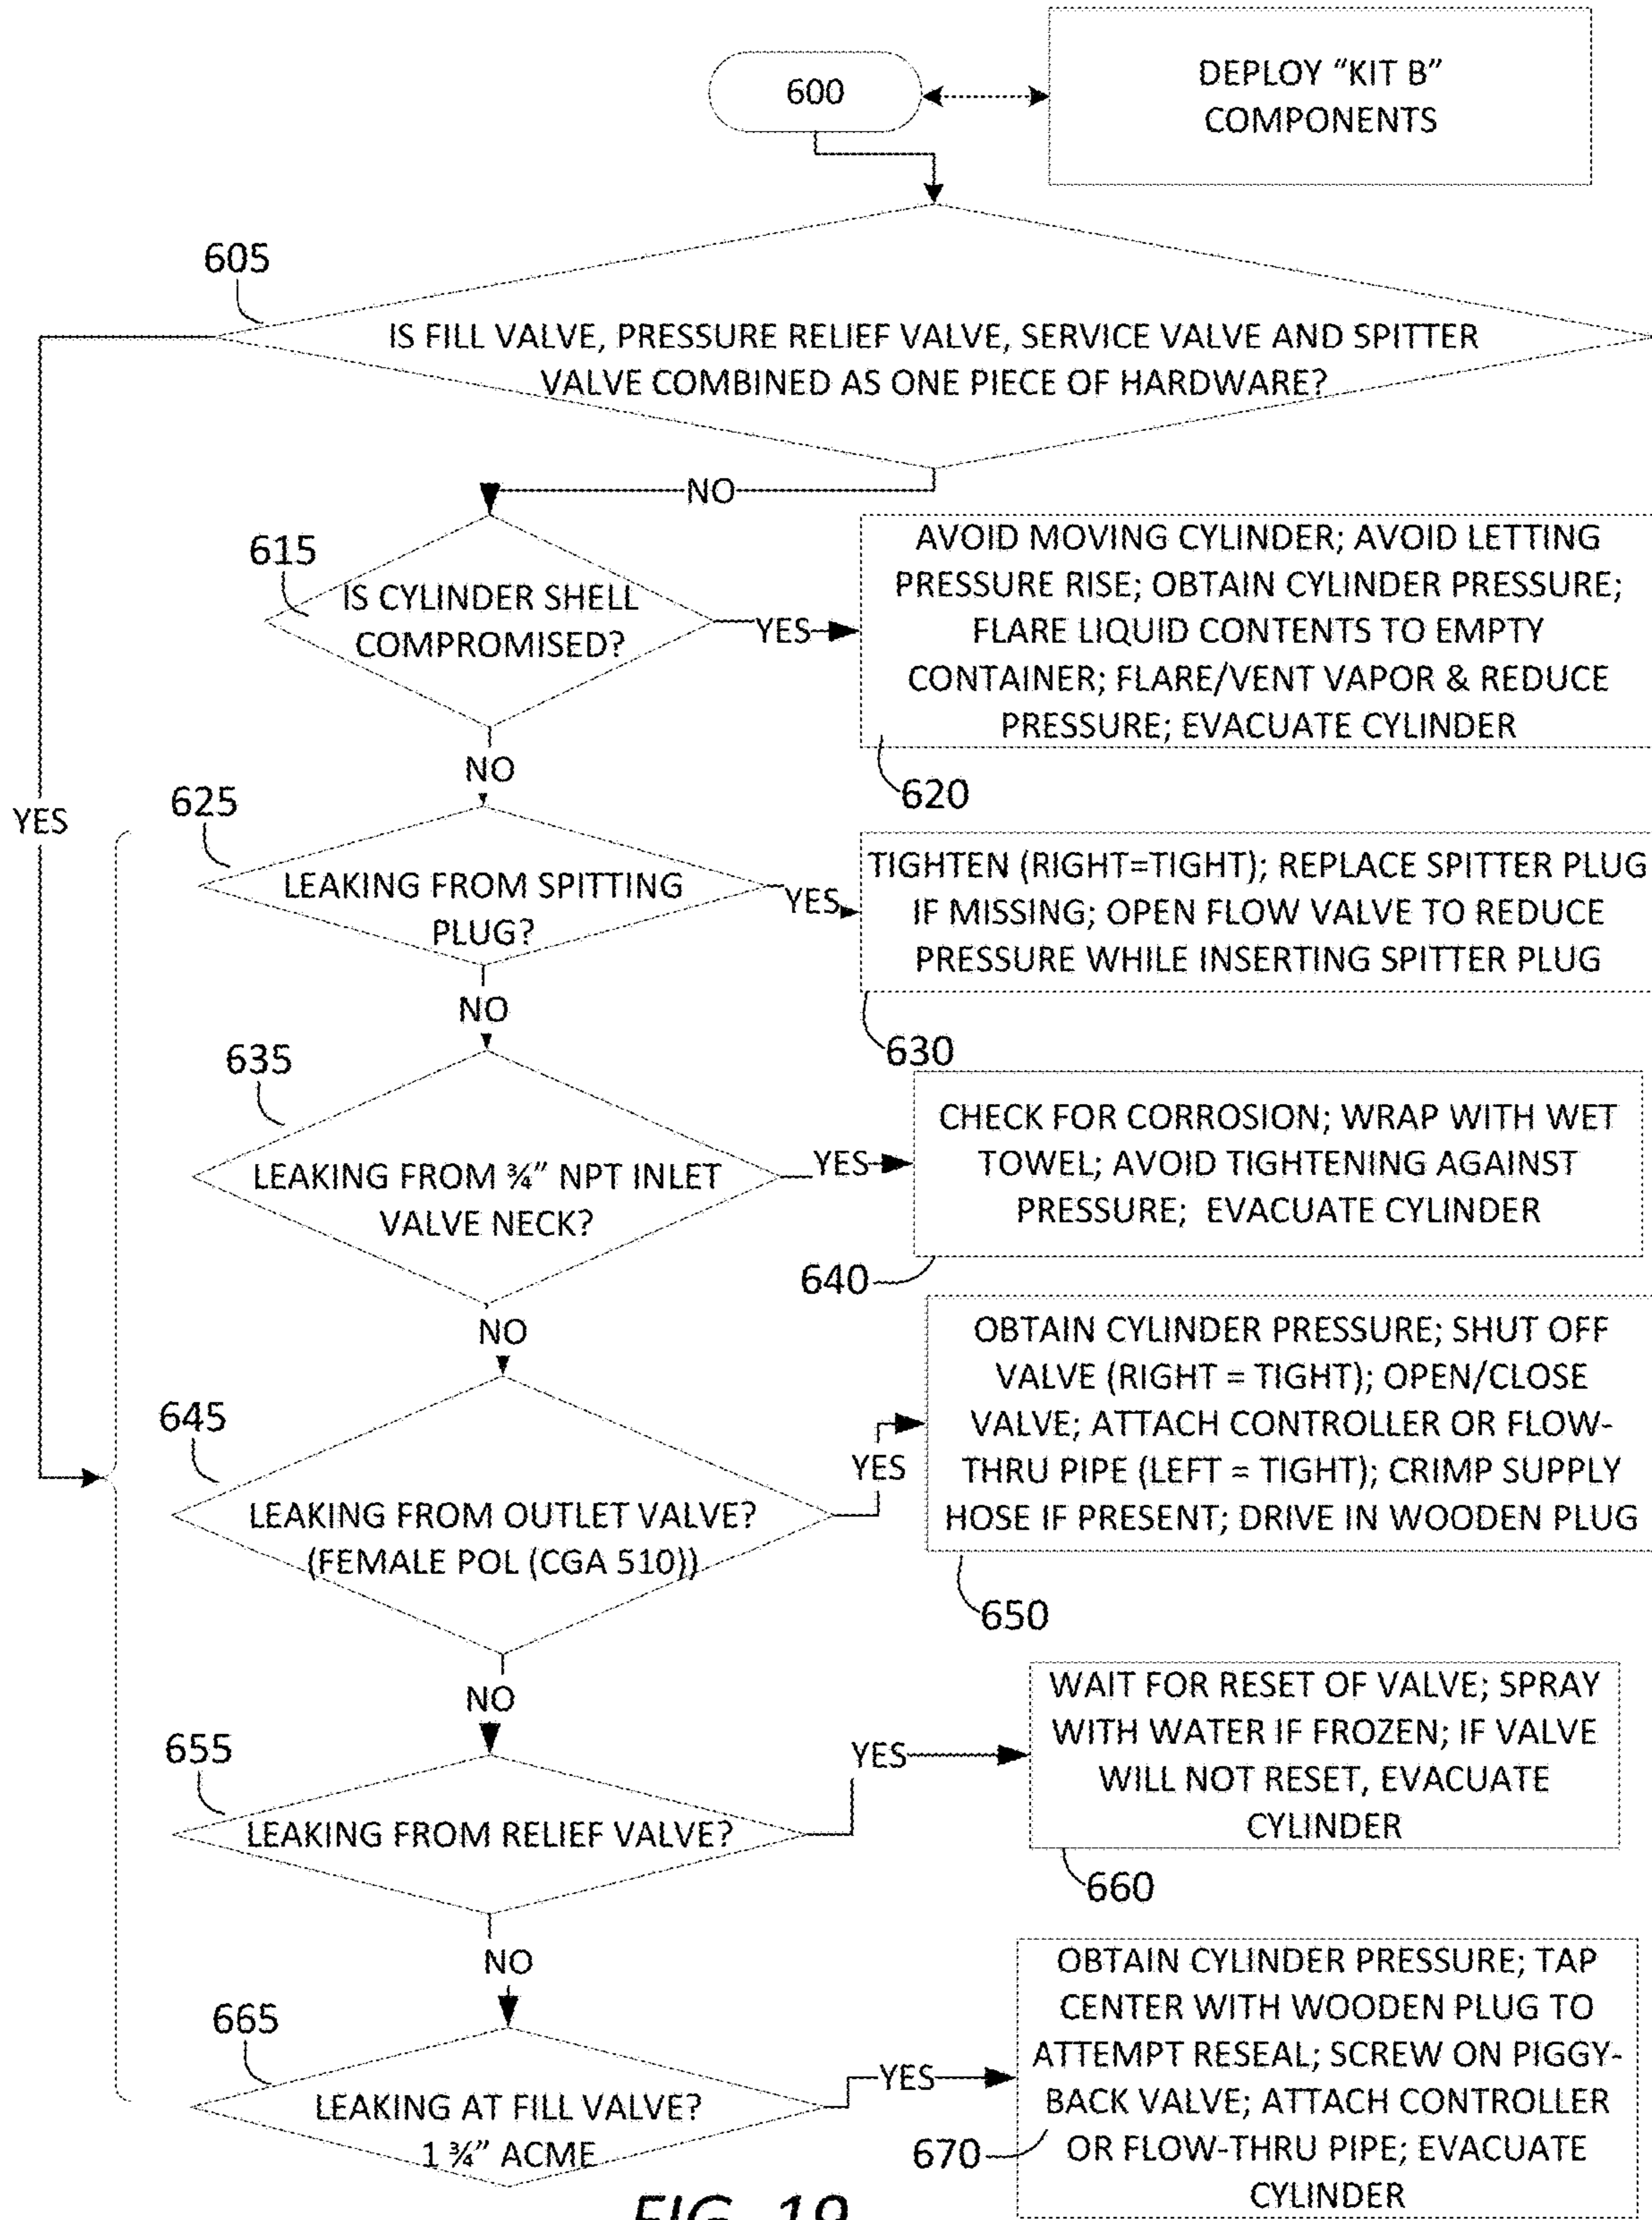 600
DEPLOY “KIT B”
COMPONENTS
605
IS FILL VALVE, PRESSURE RELIEF VALVE, SERVICE VALVE AND SPITTER
VALVE COMBINED AS ONE PIECE OF HARDWARE?
NO
615
IS CYLINDER SHELL
COMPROMISED?
YES
AVOID MOVING CYLINDER; AVOID LETTING
PRESSURE RISE; OBTAIN CYLINDER PRESSURE;
FLARE LIQUID CONTENTS TO EMPTY
CONTAINER; FLARE/VENT VAPOR & REDUCE
PRESSURE; EVACUATE CYLINDER
620
NO
YES
625
LEAKING FROM SPITTING
PLUG?
YES
TIGHTEN (RIGHT=TIGHT); REPLACE SPITTER PLUG
IF MISSING; OPEN FLOW VALVE TO REDUCE
PRESSURE WHILE INSERTING SPITTER PLUG
630
NO
635
LEAKING FROM ¾” NPT INLET
VALVE NECK?
YES
CHECK FOR CORROSION; WRAP WITH WET
TOWEL; AVOID TIGHTENING AGAINST
PRESSURE; EVACUATE CYLINDER
640
NO
645
LEAKING FROM OUTLET VALVE?
(FEMALE POL (CGA 510))
YES
OBTAIN CYLINDER PRESSURE; SHUT OFF
VALVE (RIGHT = TIGHT); OPEN/CLOSE
VALVE; ATTACH CONTROLLER OR FLOW-
THRU PIPE (LEFT = TIGHT); CRIMP SUPPLY
HOSE IF PRESENT; DRIVE IN WOODEN PLUG
650
NO
655
LEAKING FROM RELIEF VALVE?
YES
WAIT FOR RESET OF VALVE; SPRAY
WITH WATER IF FROZEN; IF VALVE
WILL NOT RESET, EVACUATE
CYLINDER
660
NO
665
LEAKING AT FILL VALVE?
1 ¾” ACME
YES
OBTAIN CYLINDER PRESSURE; TAP
CENTER WITH WOODEN PLUG TO
ATTEMPT RESEAL; SCREW ON PIGGY-
BACK VALVE; ATTACH CONTROLLER
OR FLOW-THRU PIPE; EVACUATE
CYLINDER
670
FIG. 19